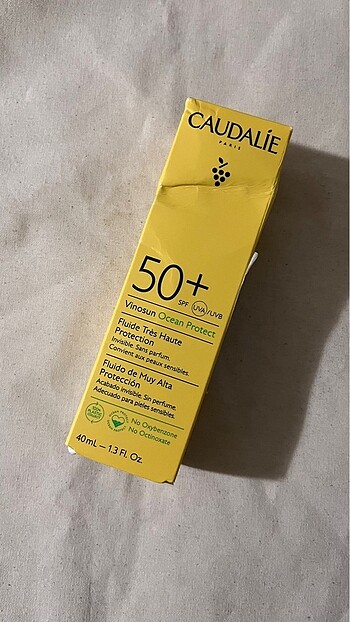 CAUDALÍE
PARIS
50+
SPF UVA/UVB
Vinosun Ocean Protect
Fluide Très Haute
Protection
Invisible. Sans parfum.
Convient aux peaux sensibles.
Fluido de Muy Alta
Protección
Acabado invisible. Sin perfume.
Adecuado para pieles sensibles.
No Oxybenzone
No Octinoxate
40mL — 1.3 Fl. Oz.